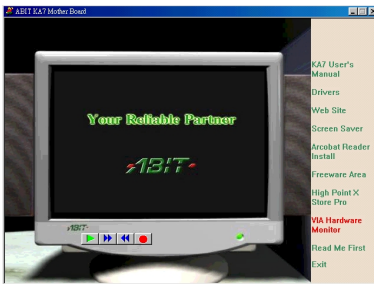 ABIT KA7 Mother Board
Your Reliable Partner
ABIT
ABIT
KA7 User's
Manual
Drivers
Web Site
Screen Saver
Arcobat Reader
Install
Freeware Area
High Point X
Store Pro
VIA Hardware
Monitor
Read Me First
Exit